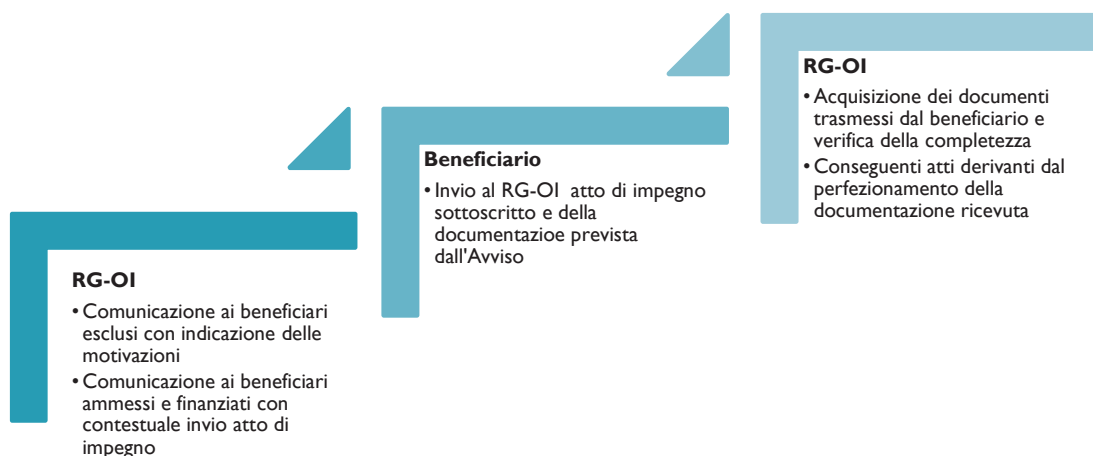 RG-OI
• Comunicazione ai beneficiari
esclusi con indicazione delle
motivazioni
• Comunicazione ai beneficiari
ammessi e finanziati con
contestuale invio atto di
impegno
Beneficiario
• Invio al RG-OI atto di impegno
sottoscritto e della
documentazioe prevista
dall'Avviso
RG-OI
• Acquisizione dei documenti
trasmessi dal beneficiario e
verifica della completezza
• Conseguenti atti derivanti dal
perfezionamento della
documentazione ricevuta